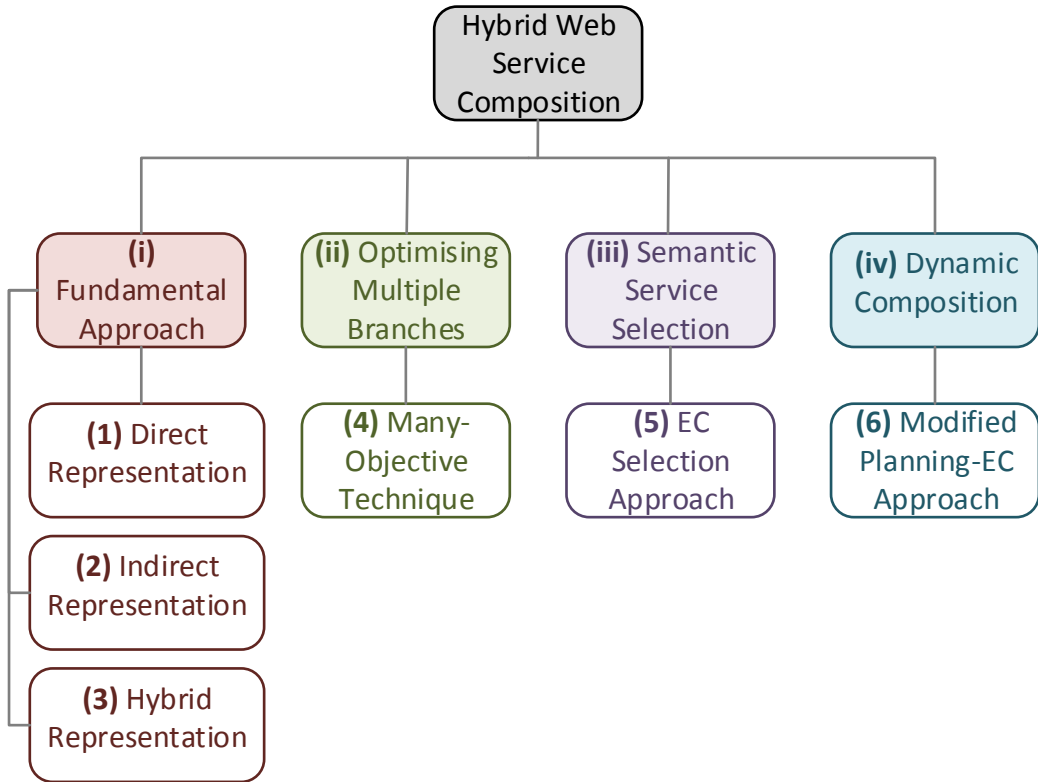 Hybrid Web
Service
Composition
(i)
Fundamental
Approach
(ii) Optimising
Multiple
Branches
(iii) Semantic
Service
Selection
(iv) Dynamic
Composition
(1) Direct
Representation
(4) Many-
Objective
Technique
(5) EC
Selection
Approach
(6) Modified
Planning-EC
Approach
(2) Indirect
Representation
(3) Hybrid
Representation